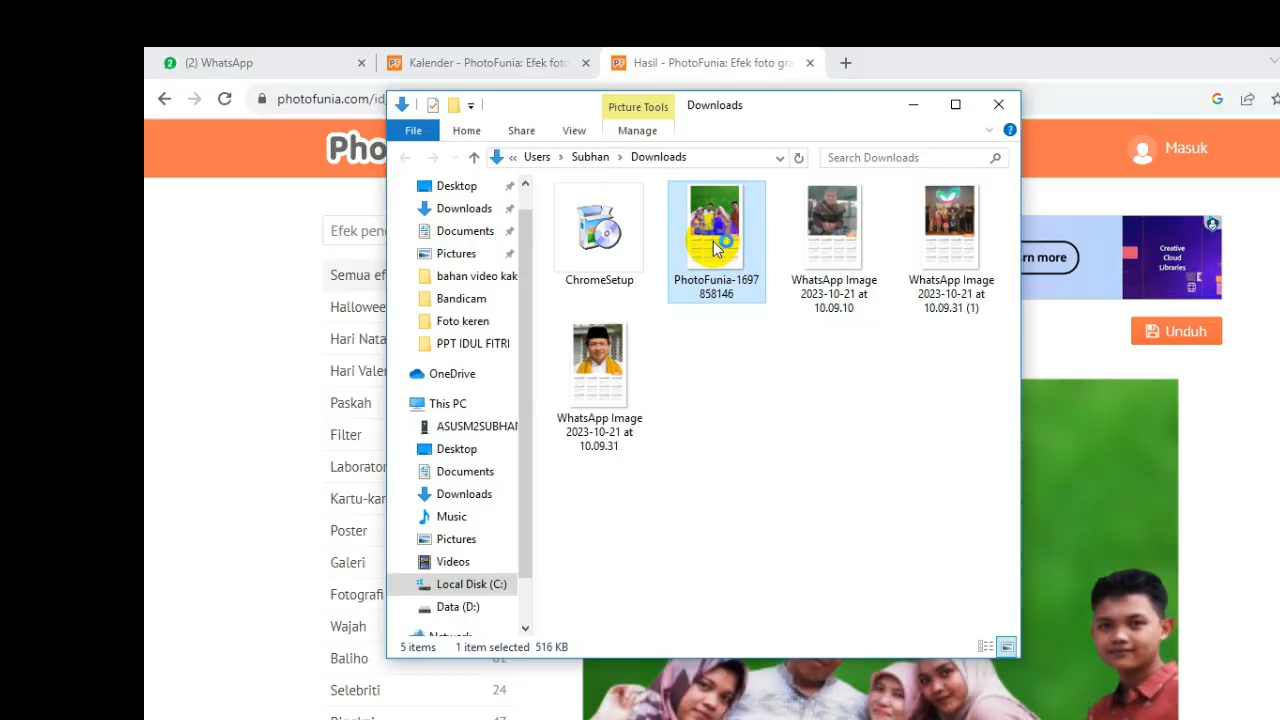 (2) WhatsApp
Kalender - PhotoFunia: Efek foto
Hasil - PhotoFunia: Efek foto gra
photofunia.com/id
Picture Tools
Downloads
File
Home
Share
View
Manage
« Users > Subhan > Downloads
Search Downloads
Pho
Masuk
Efek pen
Semua ef
Halloween
Hari Nata
Hari Valen
Paskah
Filter
Laborator
Kartu-kar
Poster
Galeri
Fotografi
Wajah
Baliho
Selebriti
24
Desktop
Downloads
Documents
Pictures
bahan video kak
Bandicam
Foto keren
PPT IDUL FITRI
OneDrive
This PC
ASUSM2SUBHAN
Desktop
Documents
Downloads
Music
Pictures
Videos
Local Disk (C:)
Data (D:)
ChromeSetup
PhotoFunia-1697
858146
WhatsApp Image
2023-10-21 at
10.09.10
WhatsApp Image
2023-10-21 at
10.09.31 (1)
WhatsApp Image
2023-10-21 at
10.09.31
rn more
Creative
Cloud
Libraries
Unduh
5 items
1 item selected
516 KB